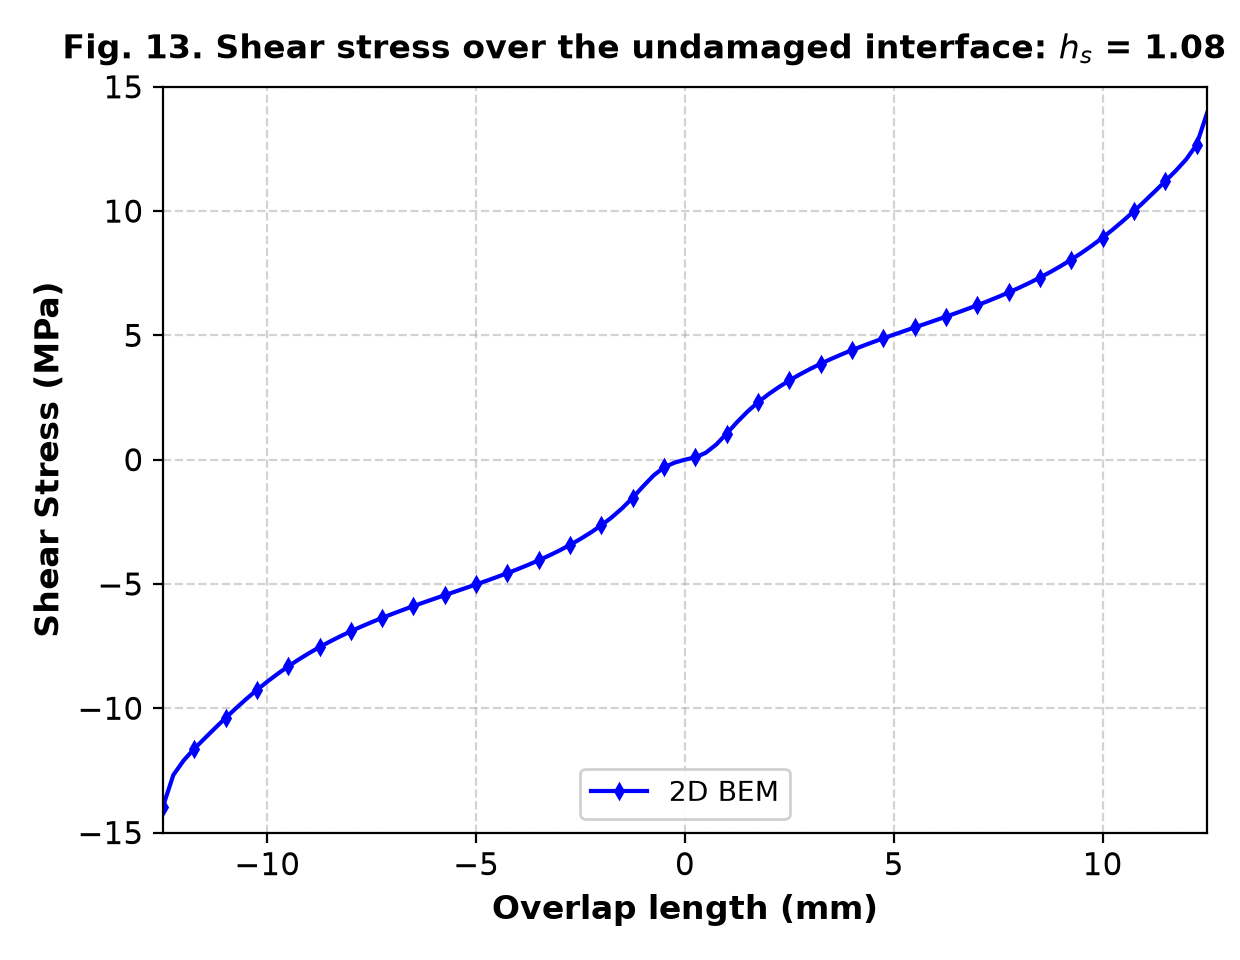 Fig. 13. Shear stress over the undamaged interface: hₛ = 1.08
15
10
5
0
−5
−10
−15
Shear Stress (MPa)
2D BEM
−10 −5 0 5 10
Overlap length (mm)